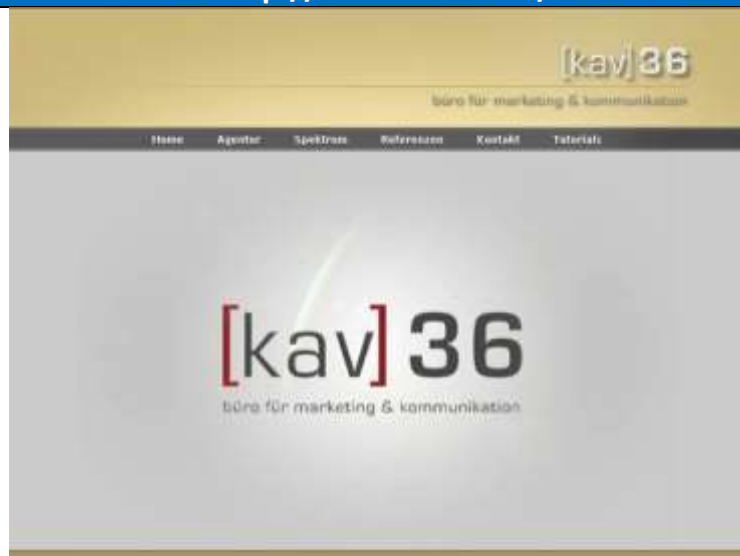 [kav]36
büro für marketing & kommunikation
Home Agentur Spektrum Referenzen Kontakt Tutorials
[kav]36
büro für marketing & kommunikation